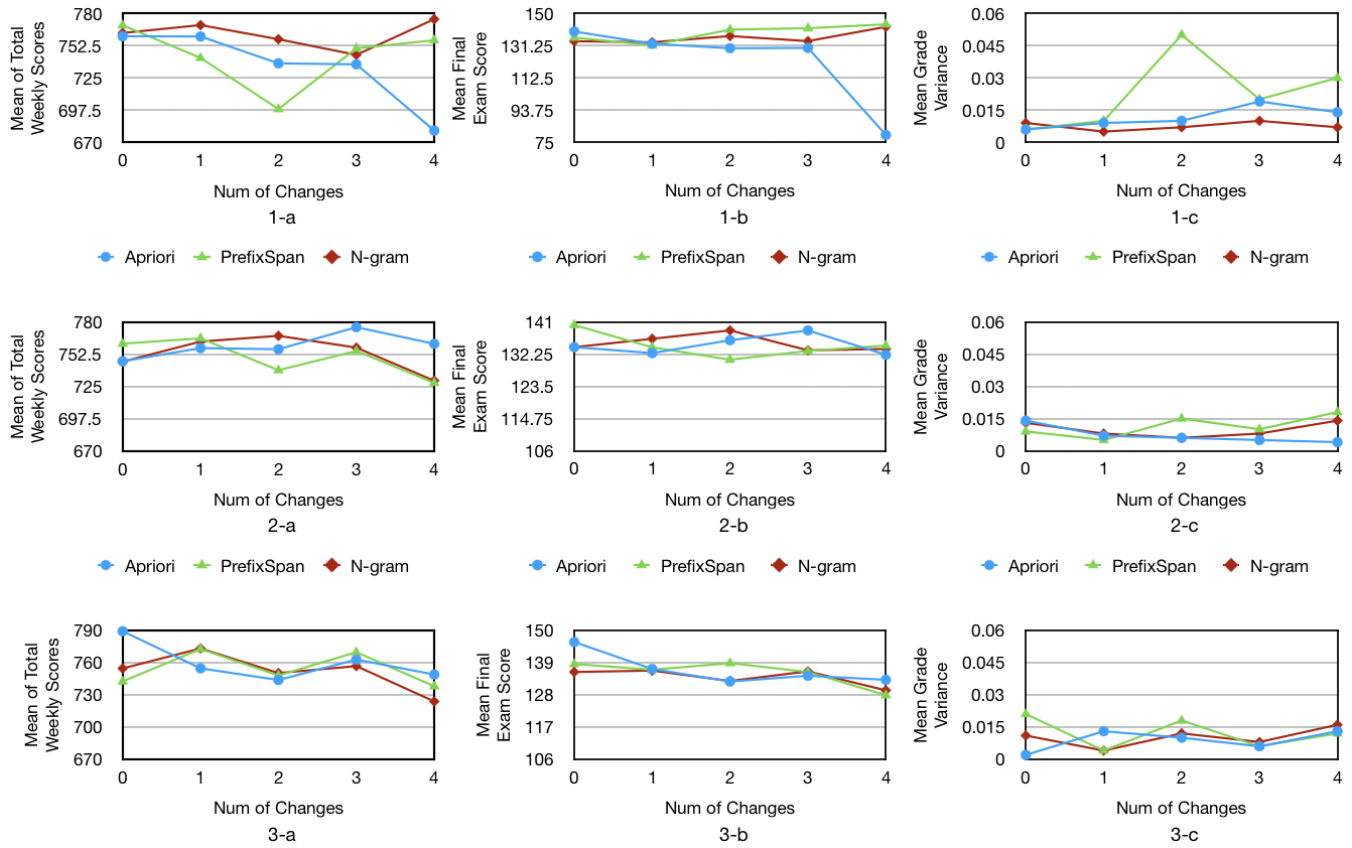 Mean of Total
Weekly Scores
780
752.5
725
697.5
670
0 1 2 3 4
Num of Changes
1-a
Mean Final
Exam Score
150
131.25
112.5
93.75
75
0 1 2 3 4
Num of Changes
1-b
Mean Grade
Variance
0.06
0.045
0.03
0.015
0
0 1 2 3 4
Num of Changes
1-c
Apriori PrefixSpan N-gram
Apriori PrefixSpan N-gram
Apriori PrefixSpan N-gram
Mean of Total
Weekly Scores
780
752.5
725
697.5
670
0 1 2 3 4
Num of Changes
2-a
Mean Final
Exam Score
141
132.25
123.5
114.75
106
0 1 2 3 4
Num of Changes
2-b
Mean Grade
Variance
0.06
0.045
0.03
0.015
0
0 1 2 3 4
Num of Changes
2-c
Apriori PrefixSpan N-gram
Apriori PrefixSpan N-gram
Apriori PrefixSpan N-gram
Mean of Total
Weekly Scores
790
760
730
700
670
0 1 2 3 4
Num of Changes
3-a
Mean Final
Exam Score
150
139
128
117
106
0 1 2 3 4
Num of Changes
3-b
Mean Grade
Variance
0.06
0.045
0.03
0.015
0
0 1 2 3 4
Num of Changes
3-c